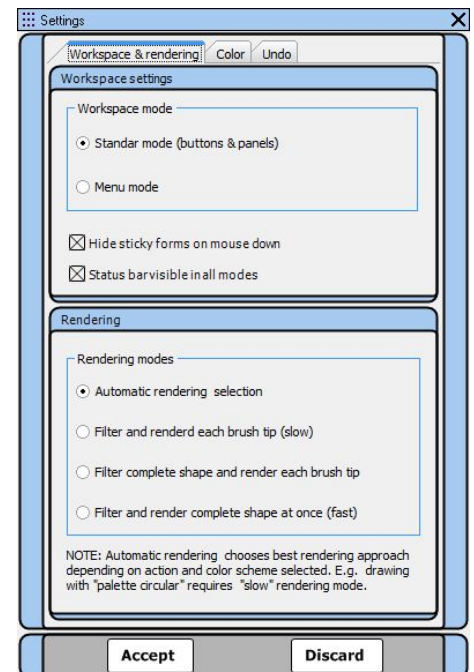 Settings
Workspace & rendering Color Undo
Workspace settings
Workspace mode
Standar mode (buttons & panels)
Menu mode
Hide sticky forms on mouse down
Status bar visible in all modes
Rendering
Rendering modes
Automatic rendering selection
Filter and renderd each brush tip (slow)
Filter complete shape and render each brush tip
Filter and render complete shape at once (fast)
NOTE: Automatic rendering chooses best rendering approach
depending on action and color scheme selected. E.g. drawing
with "palette circular" requires "slow" rendering mode.
Accept Discard